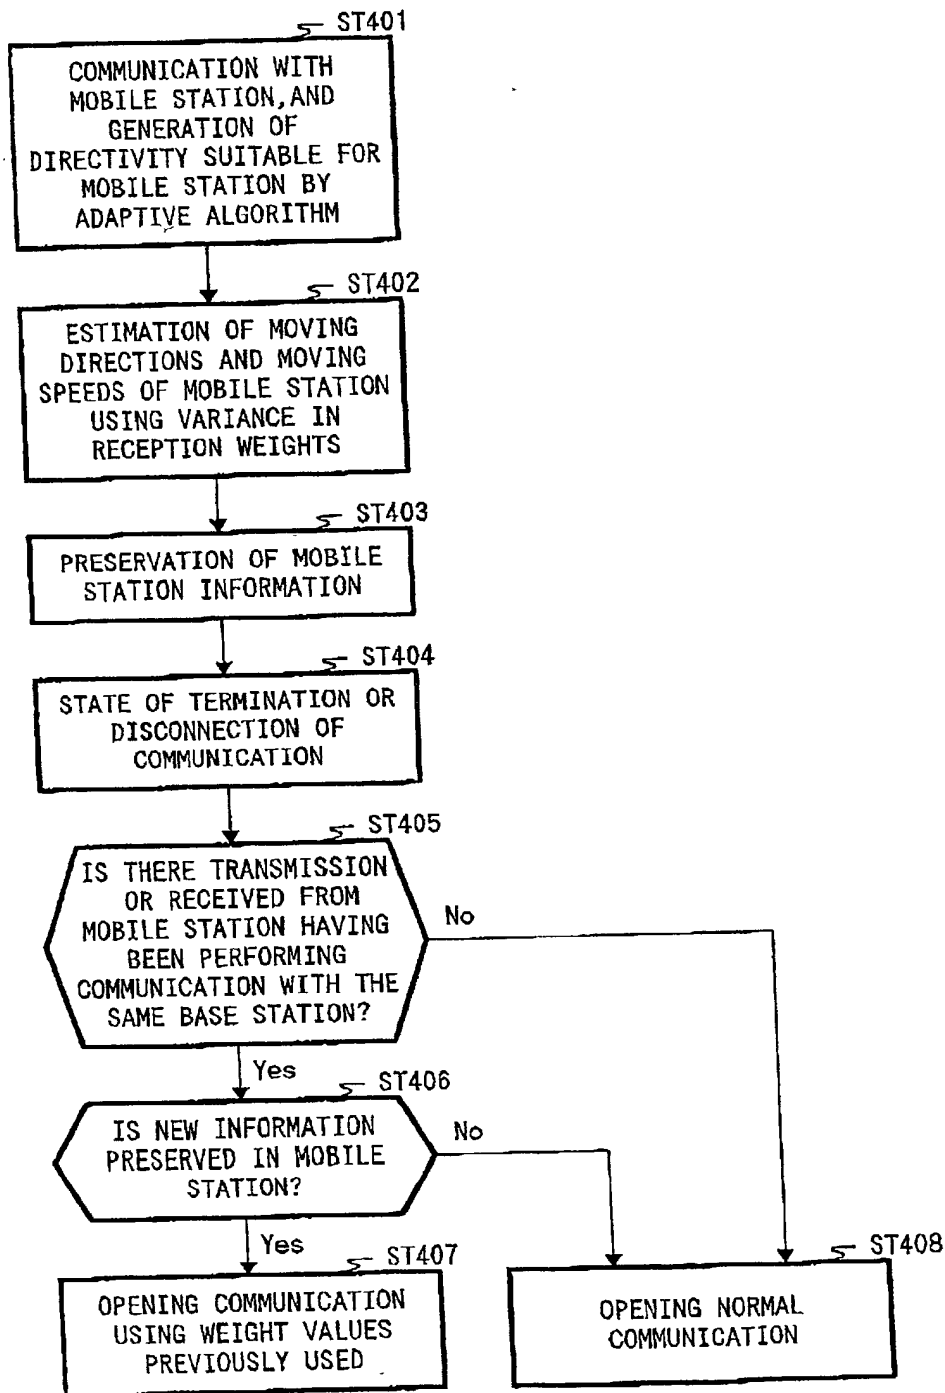 ST401
COMMUNICATION WITH
MOBILE STATION, AND
GENERATION OF
DIRECTIVITY SUITABLE FOR
MOBILE STATION BY
ADAPTIVE ALGORITHM
ST402
ESTIMATION OF MOVING
DIRECTIONS AND MOVING
SPEEDS OF MOBILE STATION
USING VARIANCE IN
RECEPTION WEIGHTS
ST403
PRESERVATION OF MOBILE
STATION INFORMATION
ST404
STATE OF TERMINATION OR
DISCONNECTION OF
COMMUNICATION
ST405
IS THERE TRANSMISSION
OR RECEIVED FROM
MOBILE STATION HAVING
BEEN PERFORMING
COMMUNICATION WITH THE
SAME BASE STATION?
No
Yes
ST406
IS NEW INFORMATION
PRESERVED IN MOBILE
STATION?
No
Yes
ST407
OPENING COMMUNICATION
USING WEIGHT VALUES
PREVIOUSLY USED
ST408
OPENING NORMAL
COMMUNICATION